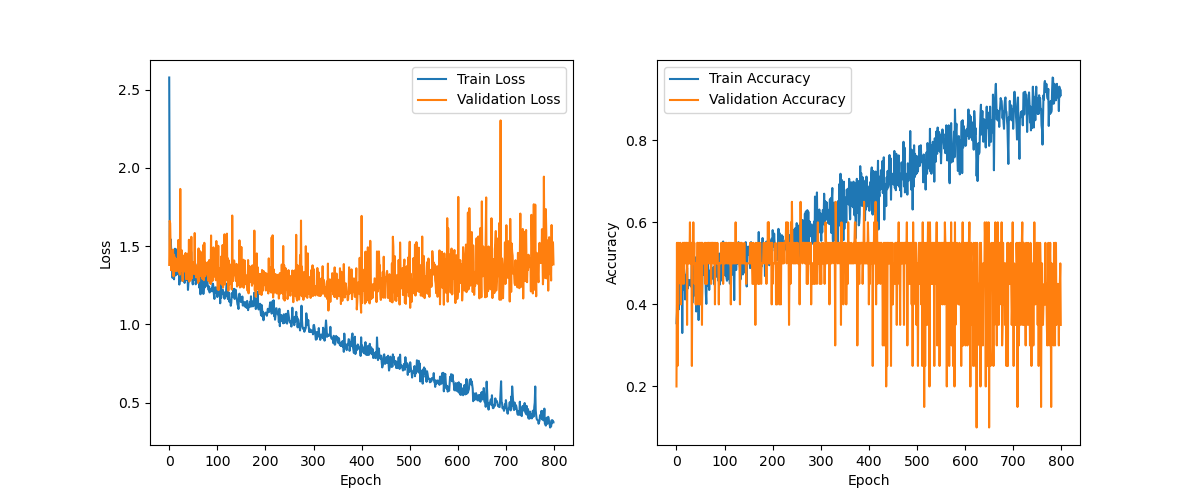 2.5
2.0
1.5
1.0
0.5
Loss
0 100 200 300 400 500 600 700 800
Epoch
Train Loss
Validation Loss
0.8
0.6
0.4
0.2
Accuracy
0 100 200 300 400 500 600 700 800
Epoch
Train Accuracy
Validation Accuracy